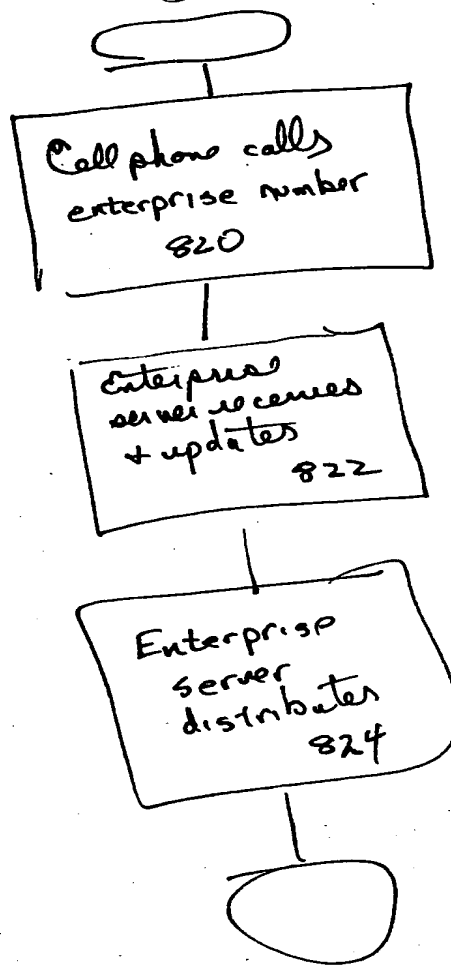 Cell phone calls
enterprise number
820
Enterprise
server receives
+ updates
822
Enterprise
server
distributes
824